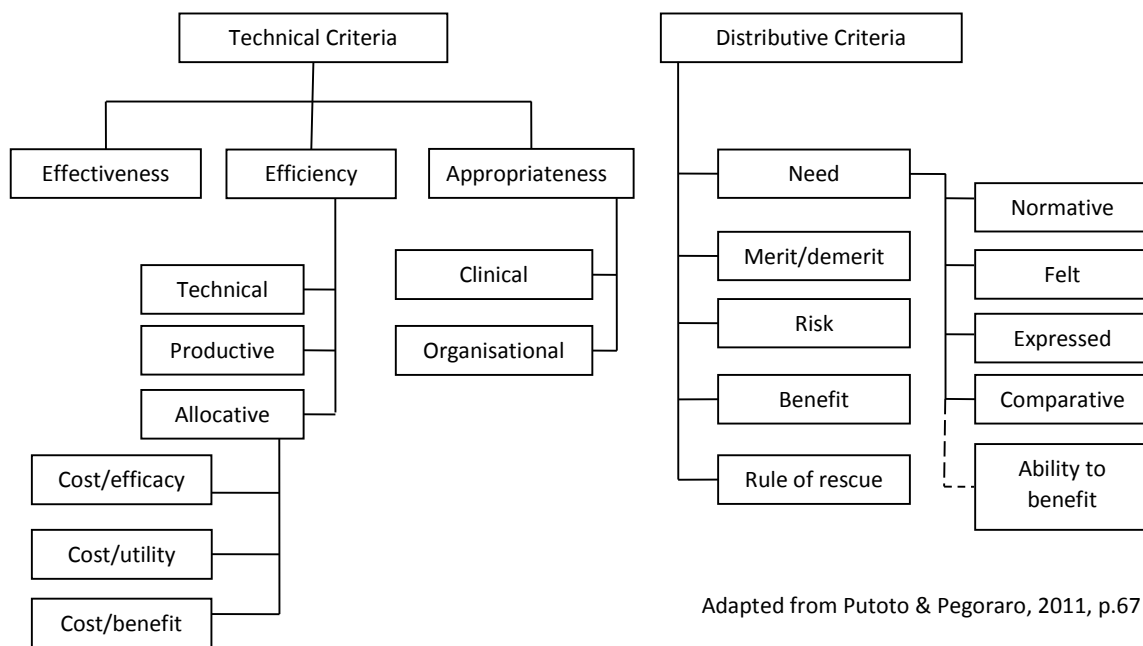 Technical Criteria
Distributive Criteria
Effectiveness
Efficiency
Appropriateness
Technical
Productive
Allocative
Cost/efficacy
Cost/utility
Cost/benefit
Clinical
Organisational
Need
Merit/demerit
Risk
Benefit
Rule of rescue
Normative
Felt
Expressed
Comparative
Ability to
benefit
Adapted from Putoto & Pegoraro, 2011, p.67